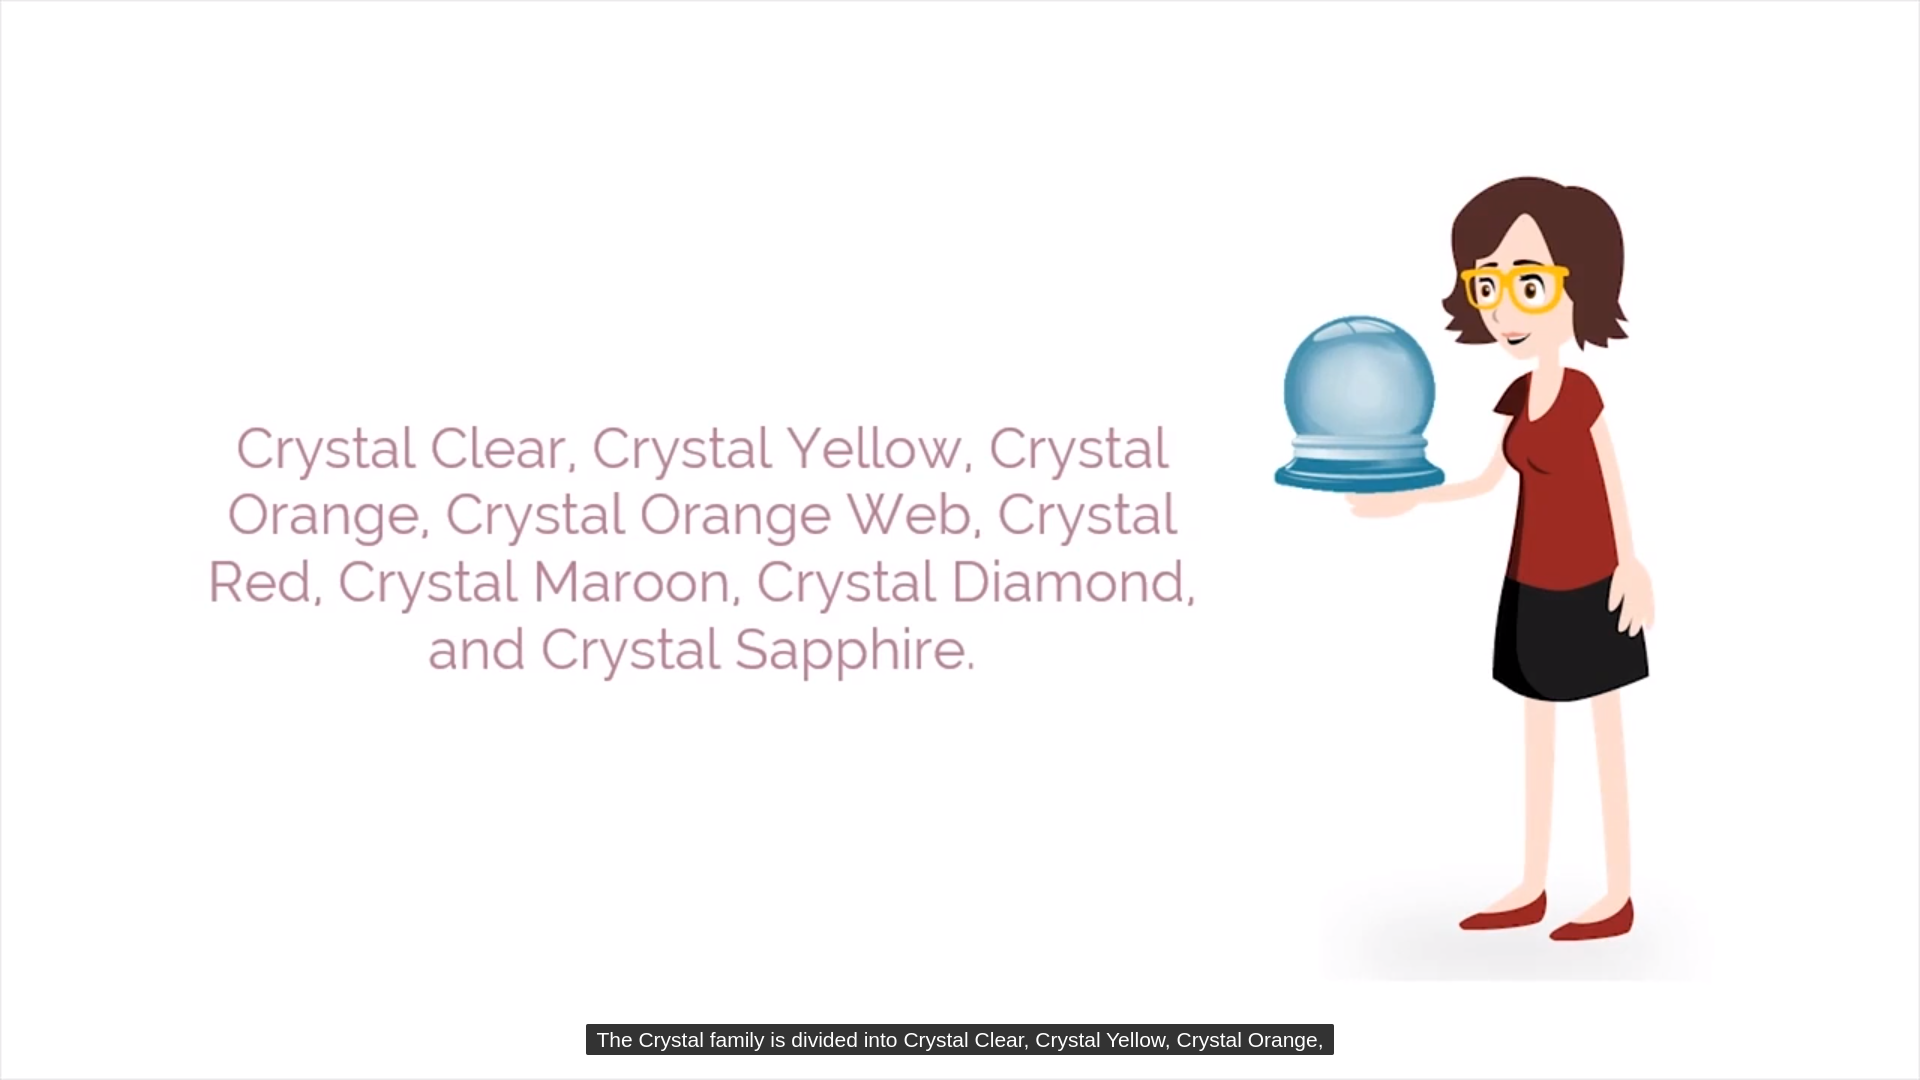 Crystal Clear, Crystal Yellow, Crystal
Orange, Crystal Orange Web, Crystal
Red, Crystal Maroon, Crystal Diamond,
and Crystal Sapphire.
The Crystal family is divided into Crystal Clear, Crystal Yellow, Crystal Orange,